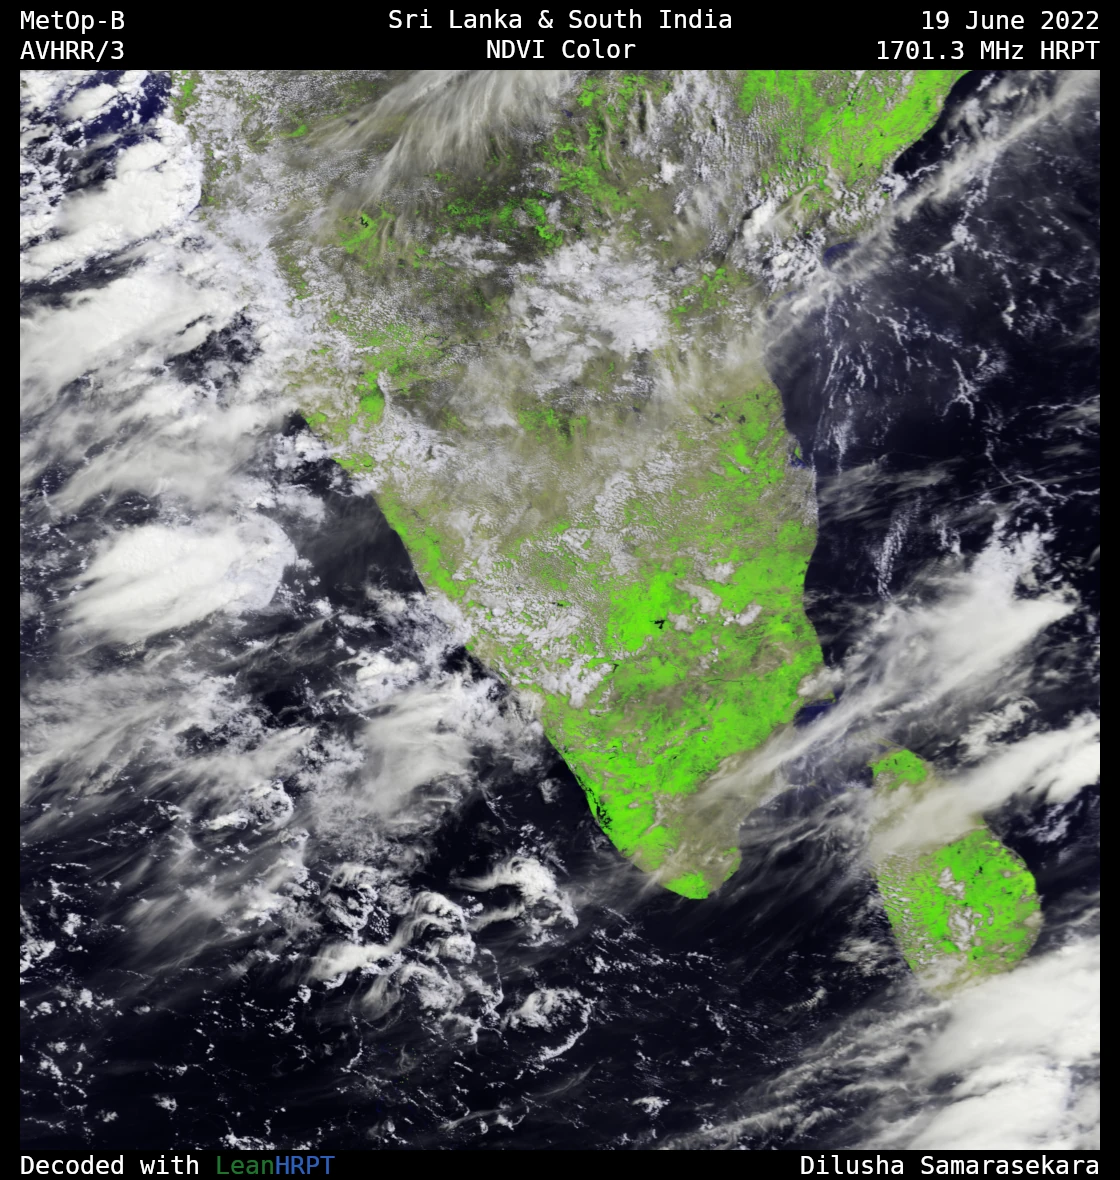 MetOp-B
AVHRR/3
Sri Lanka & South India
NDVI Color
19 June 2022
1701.3 MHz HRPT
Decoded with LeanHRPT
Dilusha Samarasekara